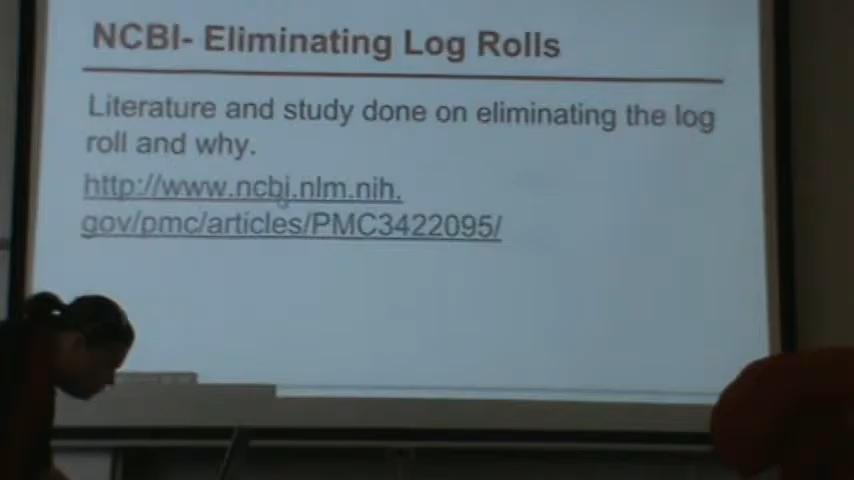 NCBI- Eliminating Log Rolls
Literature and study done on eliminating the log
roll and why.
http://www.ncbi.nlm.nih.
gov/pmc/articles/PMC3422095/